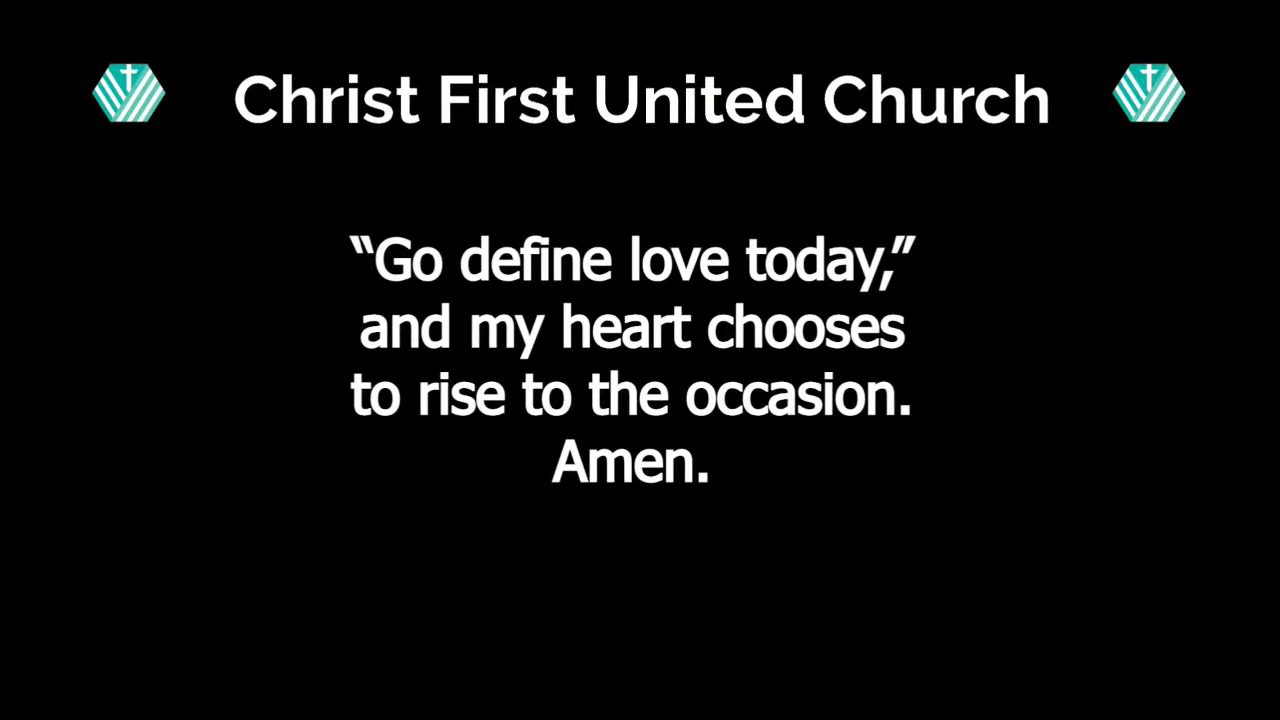 Christ First United Church
“Go define love today,”
and my heart chooses
to rise to the occasion.
Amen.